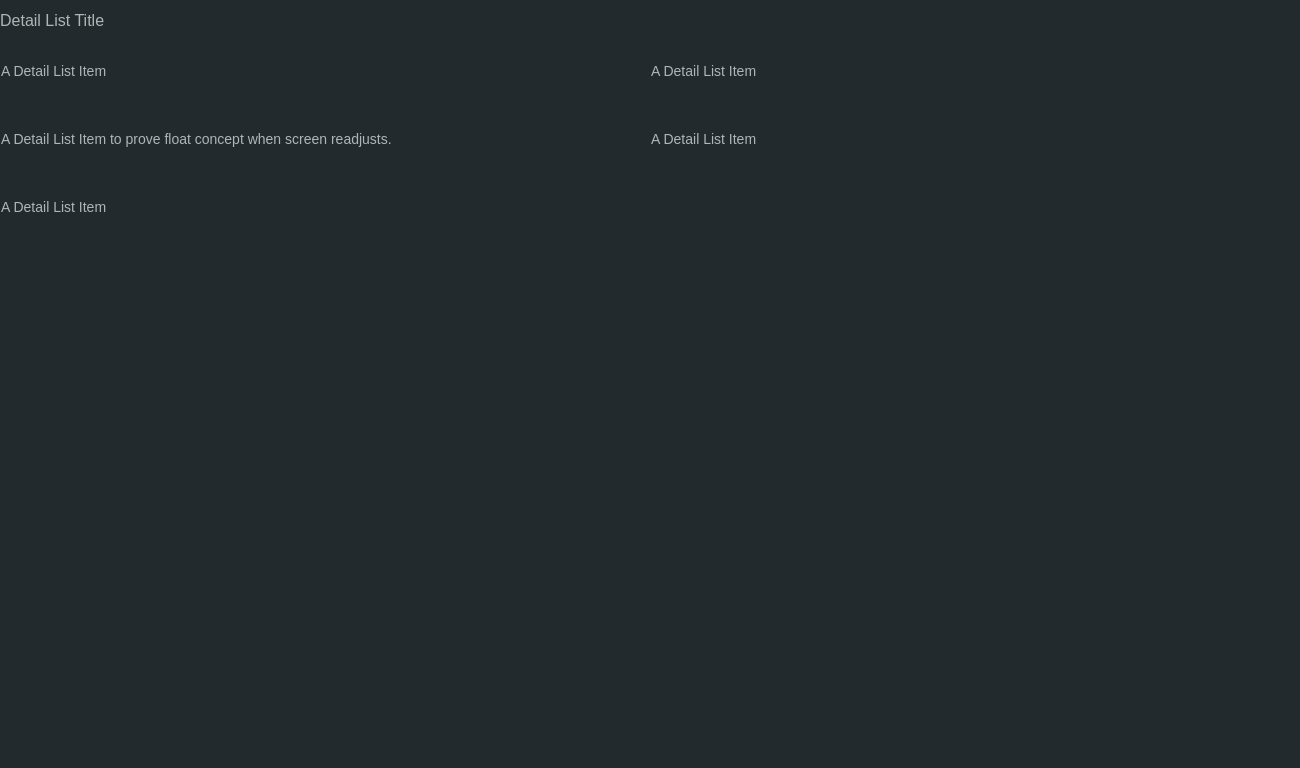 Detail List Title
A Detail List Item
A Detail List Item
A Detail List Item to prove float concept when screen readjusts.
A Detail List Item
A Detail List Item